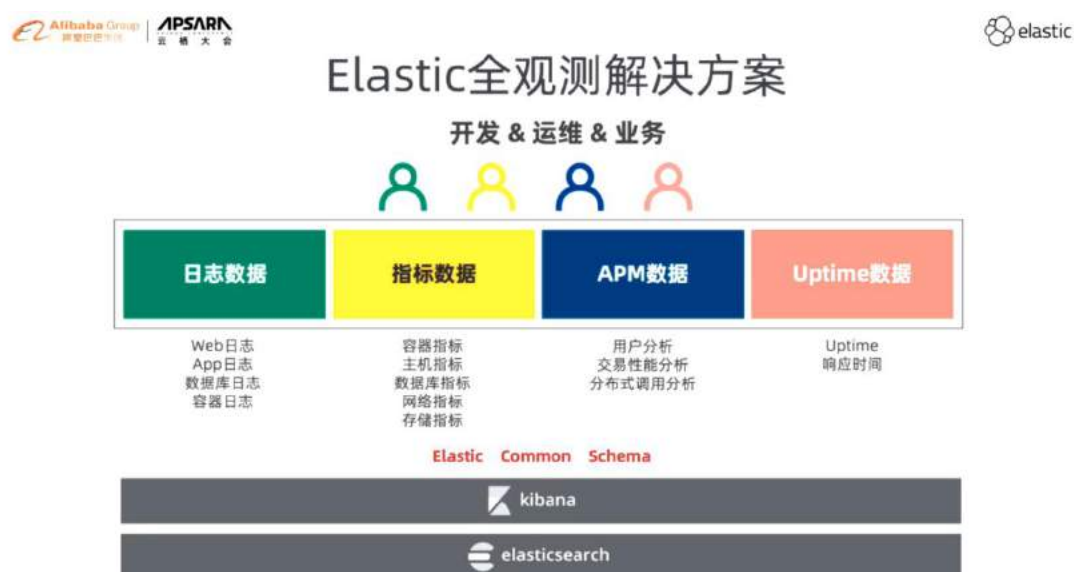 Alibaba Group
阿里巴巴集团
APSARA
云栖大会
elastic
Elastic全观测解决方案
开发 & 运维 & 业务
日志数据
指标数据
APM数据
Uptime数据
Web日志
App日志
数据库日志
容器日志
容器指标
主机指标
数据库指标
网络指标
存储指标
用户分析
交易性能分析
分布式调用分析
Uptime
响应时间
Elastic Common Schema
kibana
elasticsearch